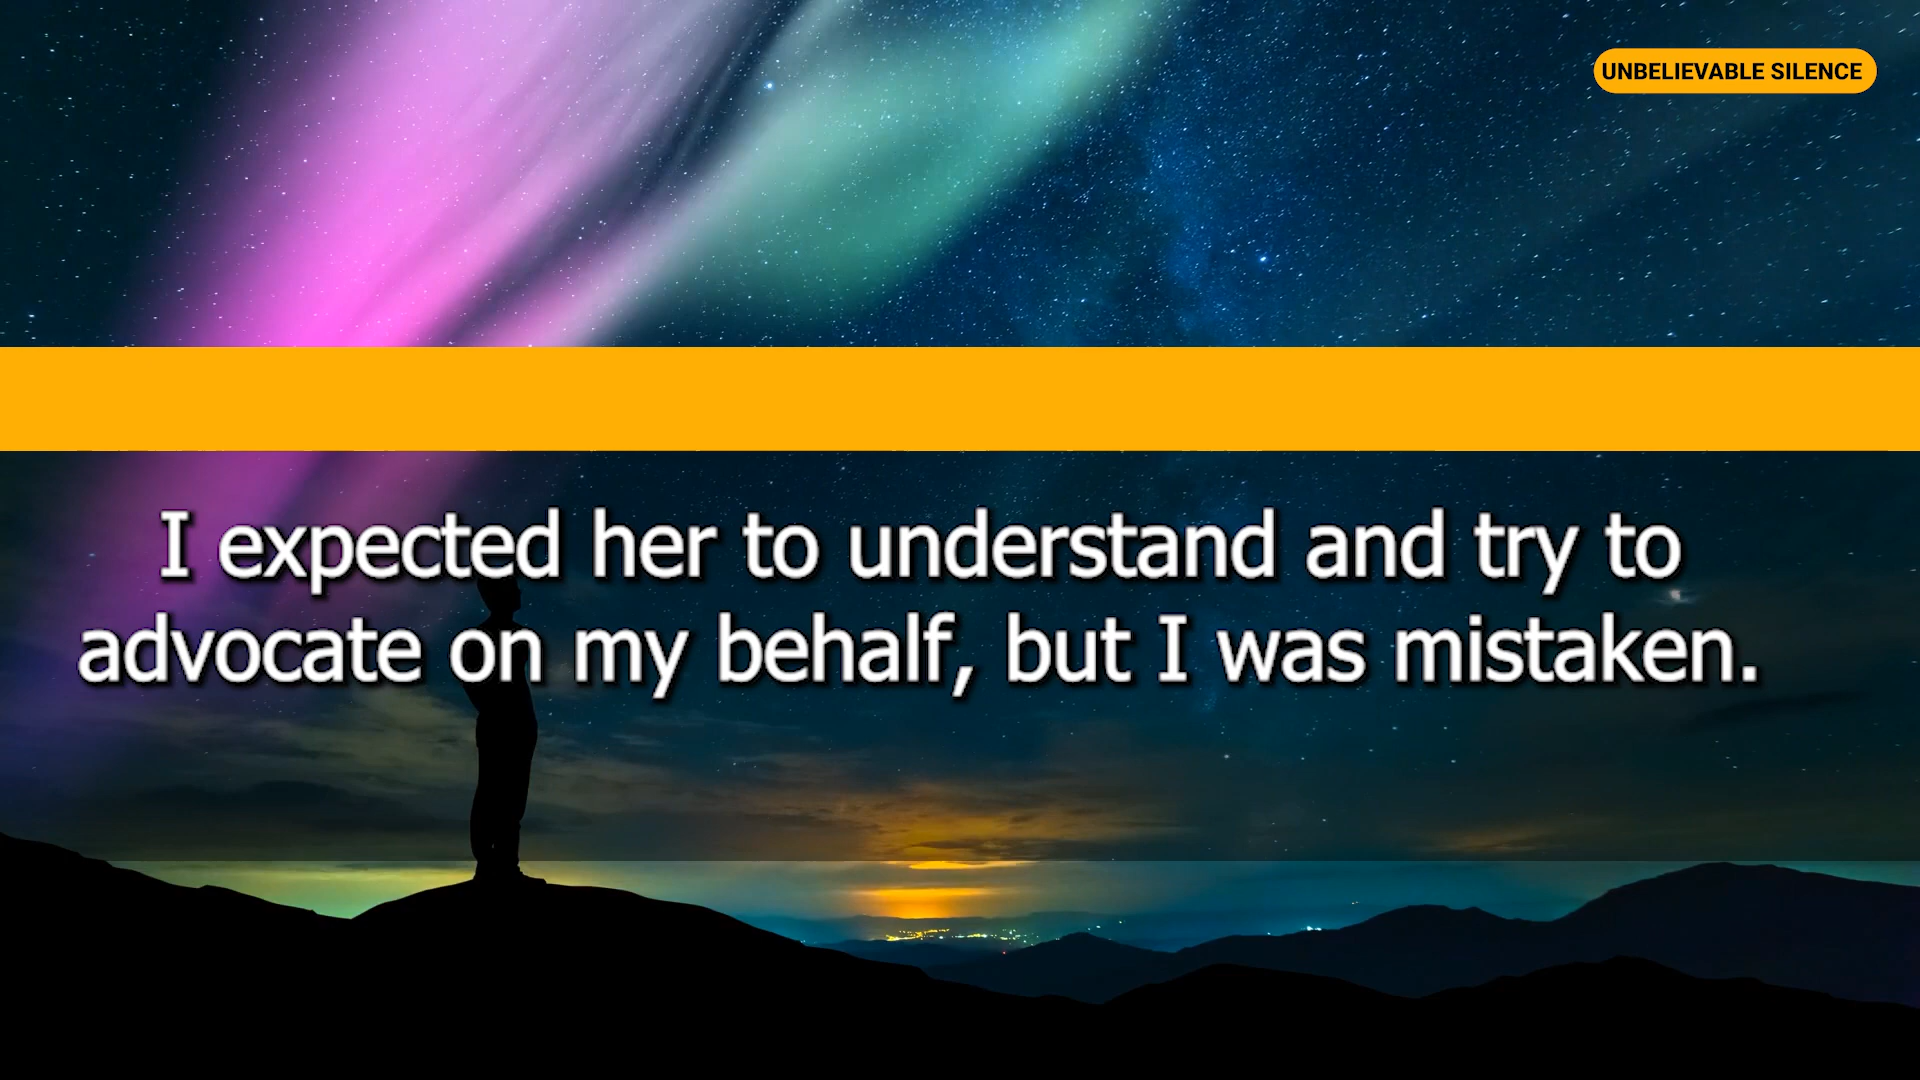 UNBELIEVABLE SILENCE
I expected her to understand and try to
advocate on my behalf, but I was mistaken.